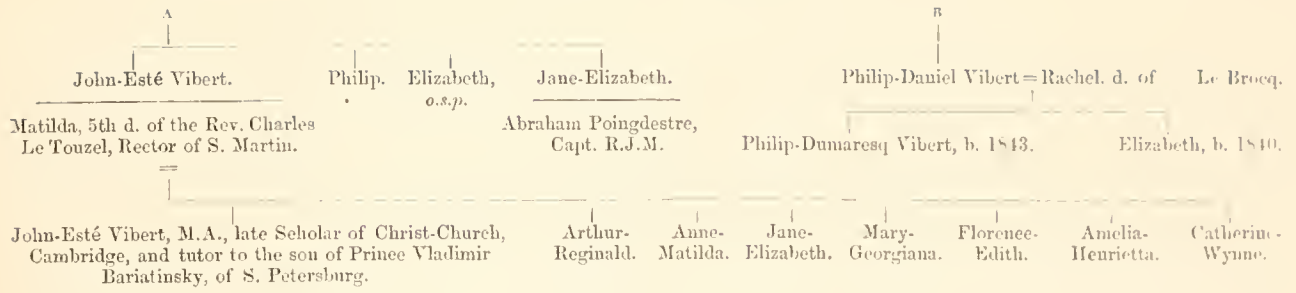 A B
John-Esté Vibert. Philip. Elizabeth, Jane-Elizabeth. Philip-Daniel Vibert = Rachel. d. of Le Brocq.
o.s.p.
Matilda, 5th d. of the Rev. Charles Abraham Poingdestre,
Le Touzel, Rector of S. Martin. Capt. R.J.M. Philip-Dumaresq Vibert, b. 1843. Elizabeth, b. 1840.
=
John-Esté Vibert, M.A., late Scholar of Christ-Church, Arthur- Anne- Jane- Mary- Florence- Amelia- Catherine-
Cambridge, and tutor to the son of Prince Vladimir Reginald. Matilda. Elizabeth. Georgiana. Edith. Henrietta. Wynne.
Bariatinsky, of S. Petersburg.